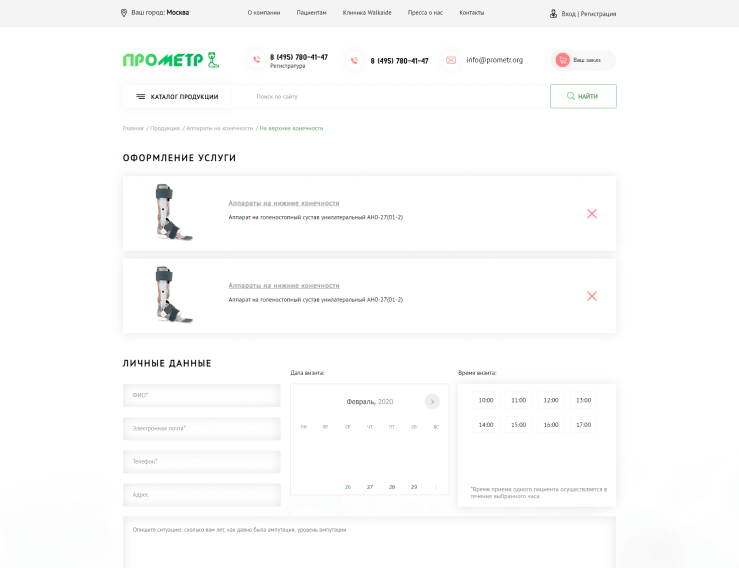 Ваш город: Москва
О компании
Пациентам
Клиника Walkaide
Пресса о нас
Контакты
Вход | Регистрация
ПРОМЕТР
8 (495) 780-41-47
Регистратура
8 (495) 780-41-47
info@prometr.org
Ваш заказ
КАТАЛОГ ПРОДУКЦИИ
Поиск по сайту
НАЙТИ
Главная / Продукция / Аппараты на конечности / На верхние конечности
ОФОРМЛЕНИЕ УСЛУГИ
Аппараты на нижние конечности
Аппарат на голеностопный сустав унилатеральный АНО-27(01-2)
Аппараты на нижние конечности
Аппарат на голеностопный сустав унилатеральный АНО-27(01-2)
ЛИЧНЫЕ ДАННЫЕ
ФИО*
Электронная почта*
Телефон*
Адрес
Дата визита:
Февраль, 2020
ПН ВТ СР ЧТ ПТ СБ ВС
26 27 28 29 1
Время визита:
10:00 11:00 12:00 13:00
14:00 15:00 16:00 17:00
*Время приема одного пациента осуществляется в
течении выбранного часа
Опишите ситуацию: сколько вам лет, как давно была ампутация, уровень ампутации